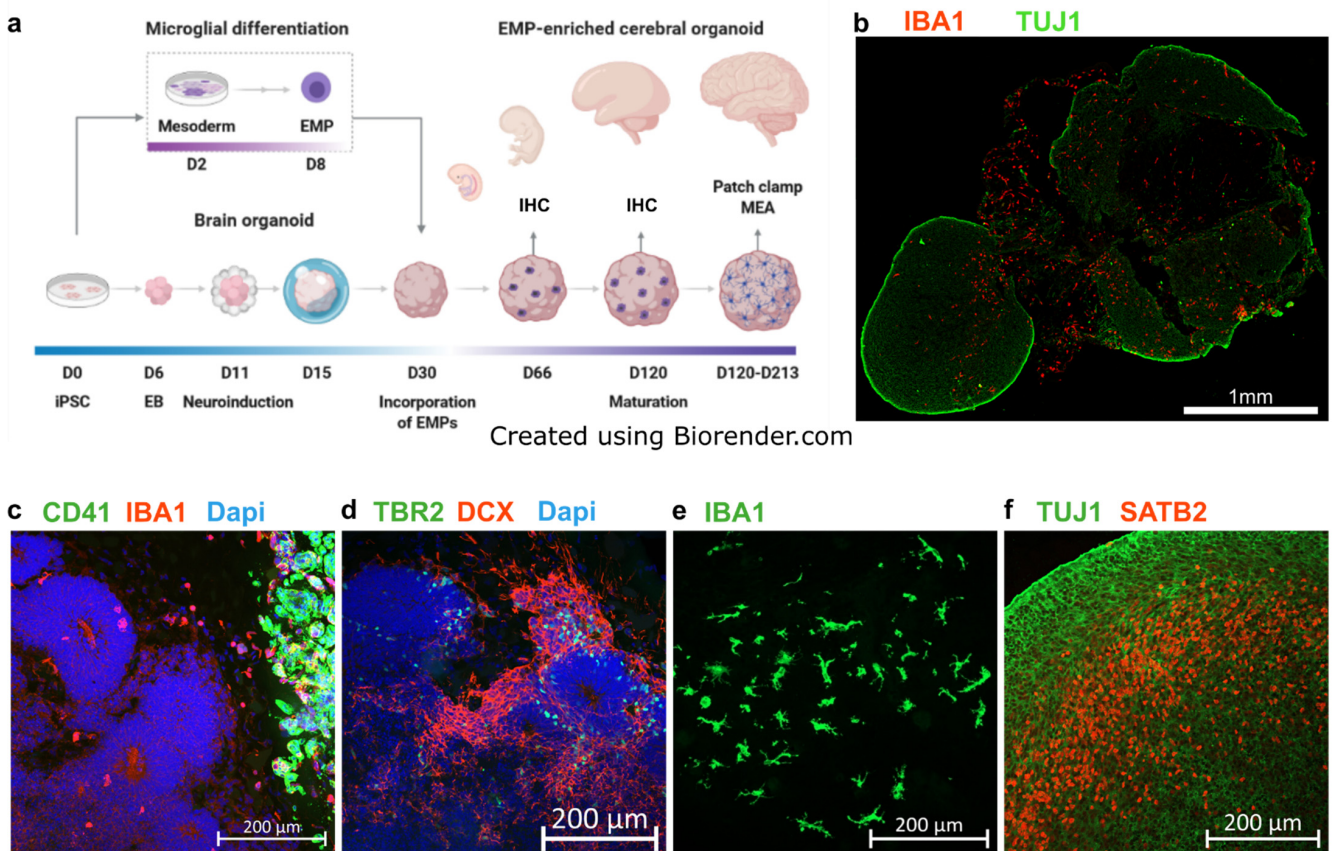 a
Microglial differentiation
EMP-enriched cerebral organoid
Mesoderm
EMP
D2
D8
Brain organoid
IHC
IHC
Patch clamp
MEA
D0
D6
D11
D15
D30
D66
D120
D120-D213
iPSC
EB
Neuroinduction
Incorporation
of EMPs
Maturation
Created using Biorender.com
b IBA1 TUJ1
1mm
c CD41 IBA1 Dapi
200 µm
d TBR2 DCX Dapi
200 µm
e IBA1
200 µm
f TUJ1 SATB2
200 µm